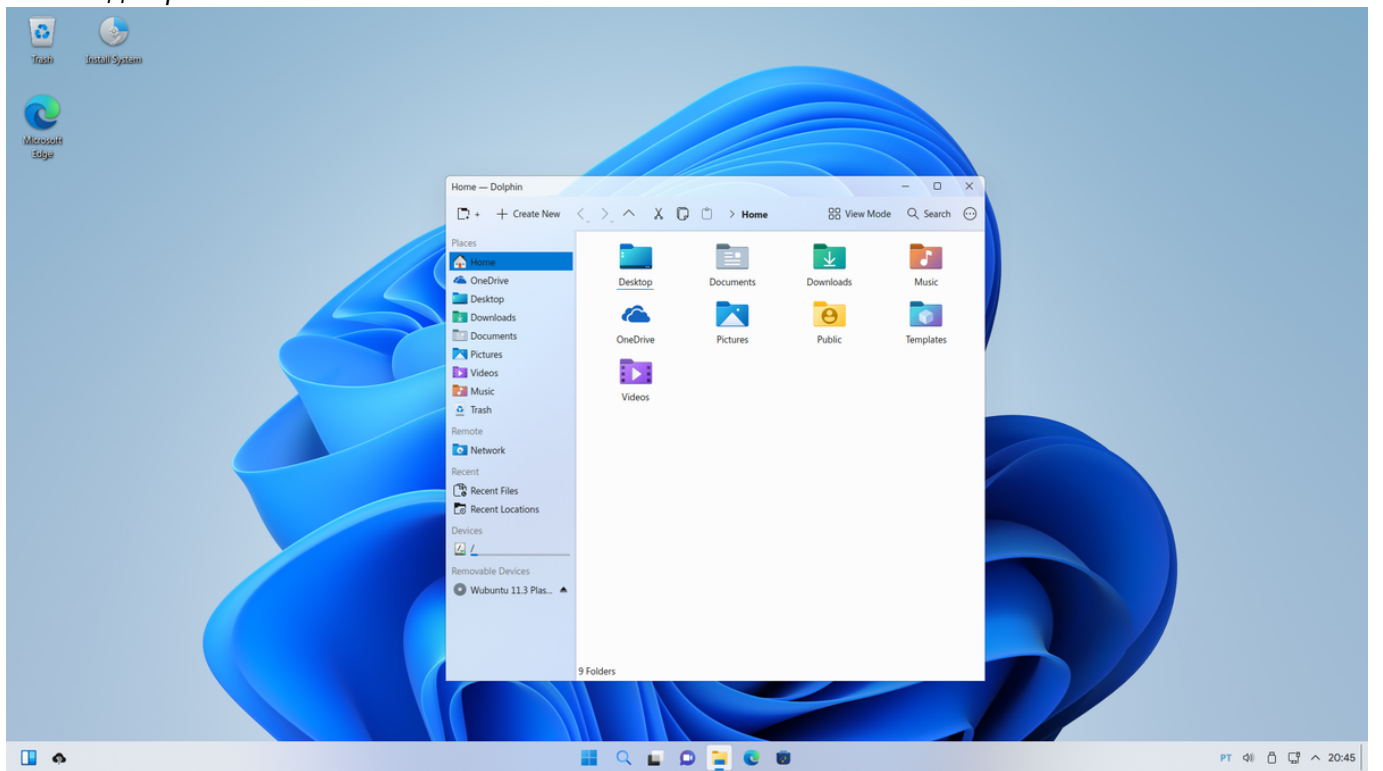 Trash
Install System
Microsoft
Edge
Home — Dolphin
Create New
Home
View Mode
Search
Places
Home
OneDrive
Desktop
Downloads
Documents
Pictures
Videos
Music
Trash
Remote
Network
Recent
Recent Files
Recent Locations
Devices
/
Removable Devices
Wubuntu 11.3 Plas...
Desktop
Documents
Downloads
Music
OneDrive
Pictures
Public
Templates
Videos
9 Folders
PT
20:45